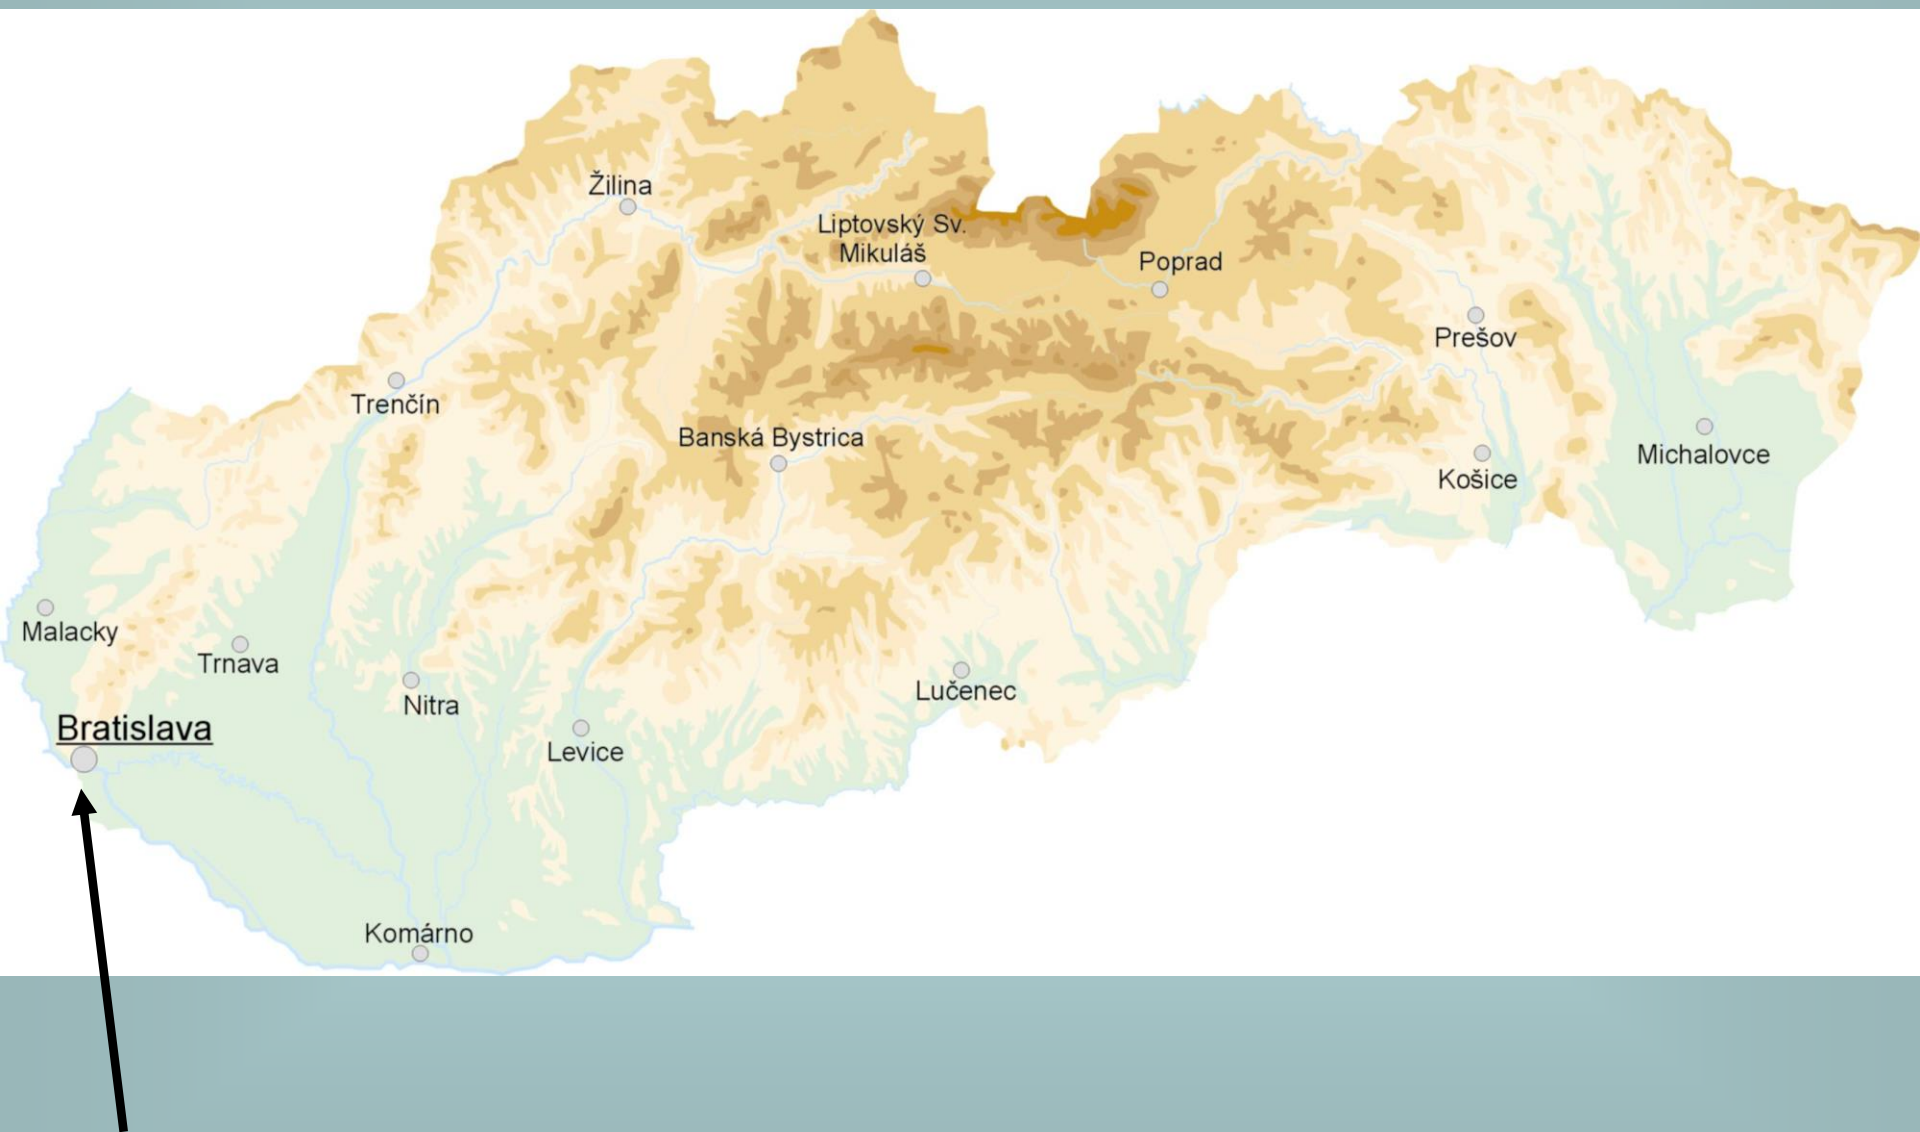 Žilina
Liptovský Sv.
Mikuláš
Poprad
Prešov
Trenčín
Banská Bystrica
Michalovce
Košice
Malacky
Trnava
Nitra
Lučenec
Bratislava
Levice
Komárno